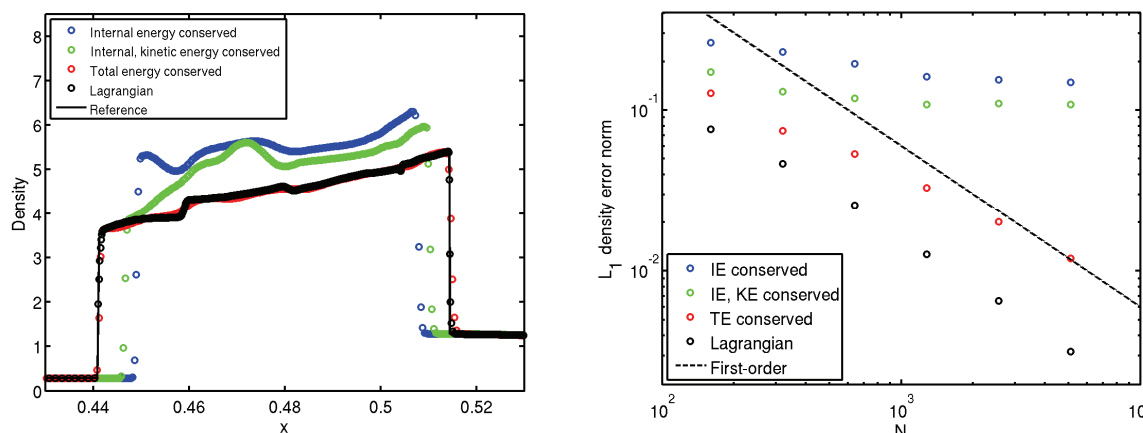 8
7
6
5
4
3
2
1
0
Density
Internal energy conserved
Internal, kinetic energy conserved
Total energy conserved
Lagrangian
Reference
0.44
0.46
0.48
0.5
0.52
x
10^-1
10^-2
L_1 density error norm
IE conserved
IE, KE conserved
TE conserved
Lagrangian
First-order
10^2
10^3
10
N